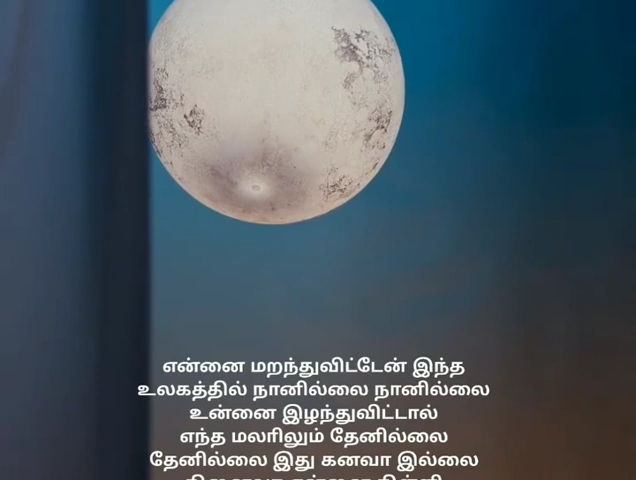 என்னை மறந்துவிட்டேன் இந்த
உலகத்தில் நானில்லை நானில்லை
உன்னை இழந்துவிட்டால்
எந்த மலரிலும் தேனில்லை
தேனில்லை இது கனவா இல்லை